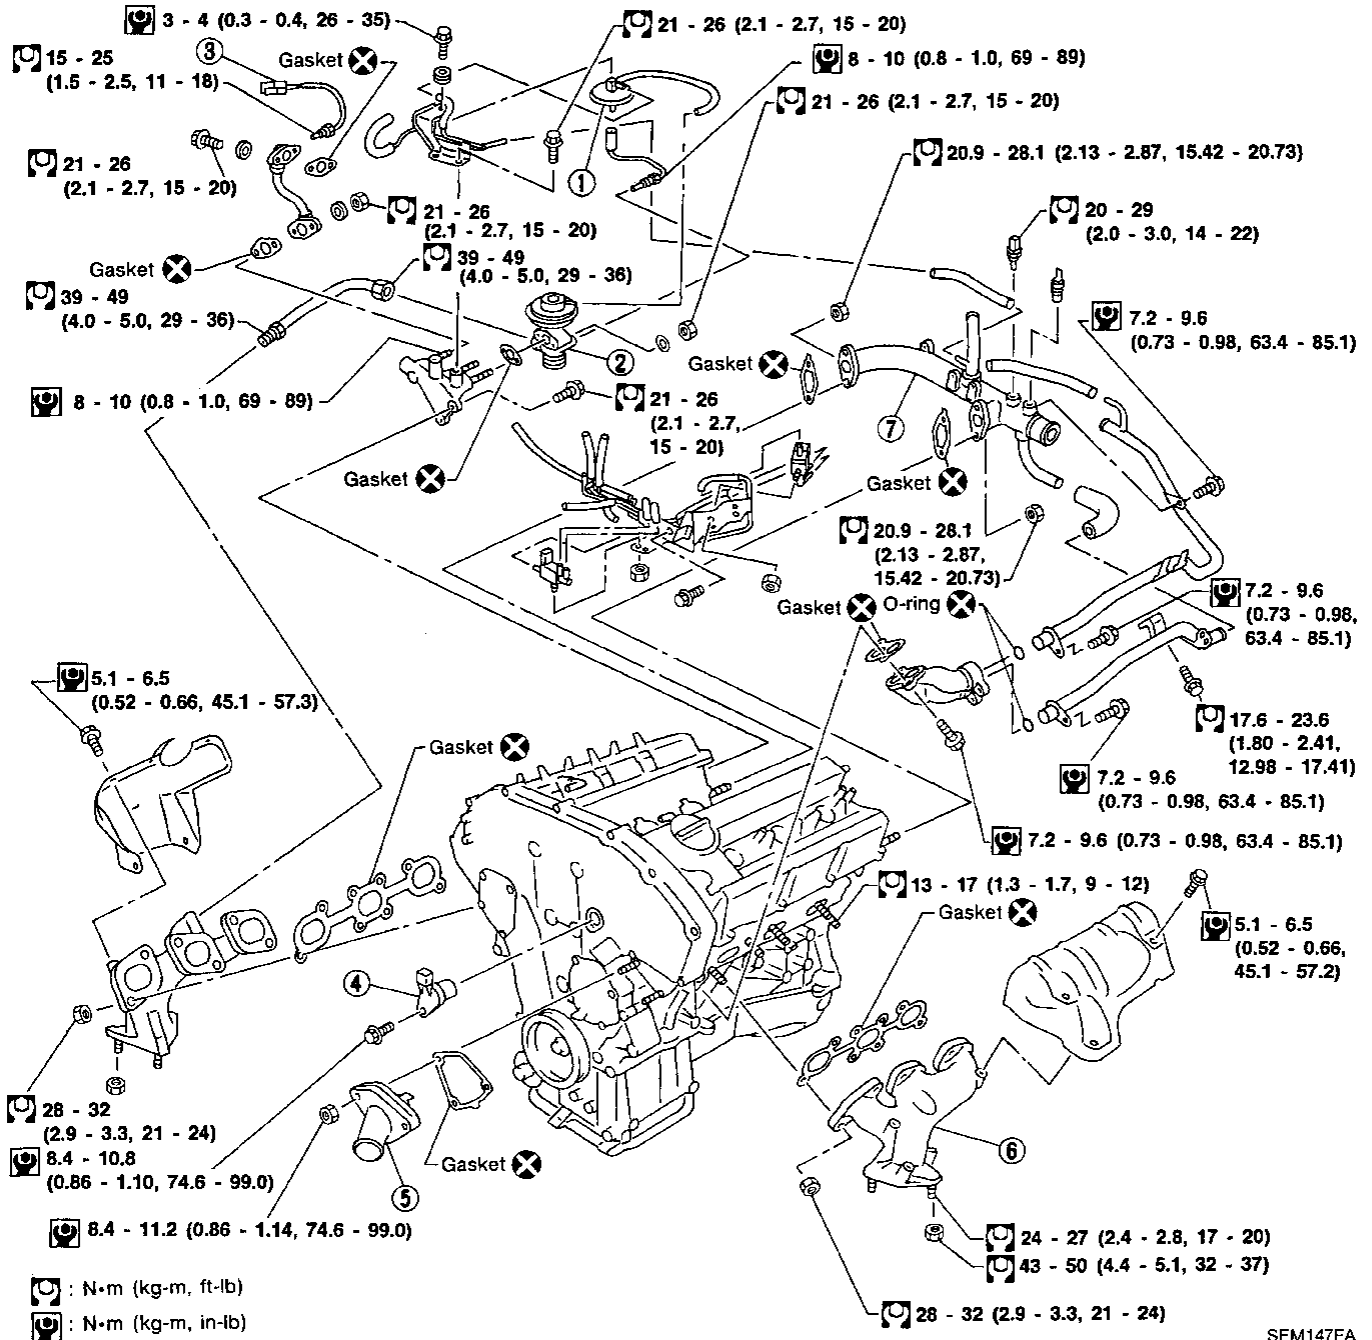 3 - 4 (0.3 - 0.4, 26 - 35)
21 - 26 (2.1 - 2.7, 15 - 20)
3
15 - 25
(1.5 - 2.5, 11 - 18)
Gasket
8 - 10 (0.8 - 1.0, 69 - 89)
21 - 26 (2.1 - 2.7, 15 - 20)
20.9 - 28.1 (2.13 - 2.87, 15.42 - 20.73)
21 - 26
(2.1 - 2.7, 15 - 20)
1
21 - 26
(2.1 - 2.7, 15 - 20)
20 - 29
(2.0 - 3.0, 14 - 22)
Gasket
39 - 49
(4.0 - 5.0, 29 - 36)
39 - 49
(4.0 - 5.0, 29 - 36)
7.2 - 9.6
(0.73 - 0.98, 63.4 - 85.1)
2
Gasket
8 - 10 (0.8 - 1.0, 69 - 89)
21 - 26
(2.1 - 2.7,
15 - 20)
7
Gasket
Gasket
20.9 - 28.1
(2.13 - 2.87,
15.42 - 20.73)
Gasket
O-ring
7.2 - 9.6
(0.73 - 0.98,
63.4 - 85.1)
5.1 - 6.5
(0.52 - 0.66, 45.1 - 57.3)
17.6 - 23.6
(1.80 - 2.41,
12.98 - 17.41)
Gasket
7.2 - 9.6
(0.73 - 0.98, 63.4 - 85.1)
7.2 - 9.6 (0.73 - 0.98, 63.4 - 85.1)
13 - 17 (1.3 - 1.7, 9 - 12)
Gasket
5.1 - 6.5
(0.52 - 0.66,
45.1 - 57.2)
4
28 - 32
(2.9 - 3.3, 21 - 24)
8.4 - 10.8
(0.86 - 1.10, 74.6 - 99.0)
Gasket
5
6
8.4 - 11.2 (0.86 - 1.14, 74.6 - 99.0)
24 - 27 (2.4 - 2.8, 17 - 20)
43 - 50 (4.4 - 5.1, 32 - 37)
28 - 32 (2.9 - 3.3, 21 - 24)
: N•m (kg-m, ft-lb)
: N•m (kg-m, in-lb)
SEM147FA